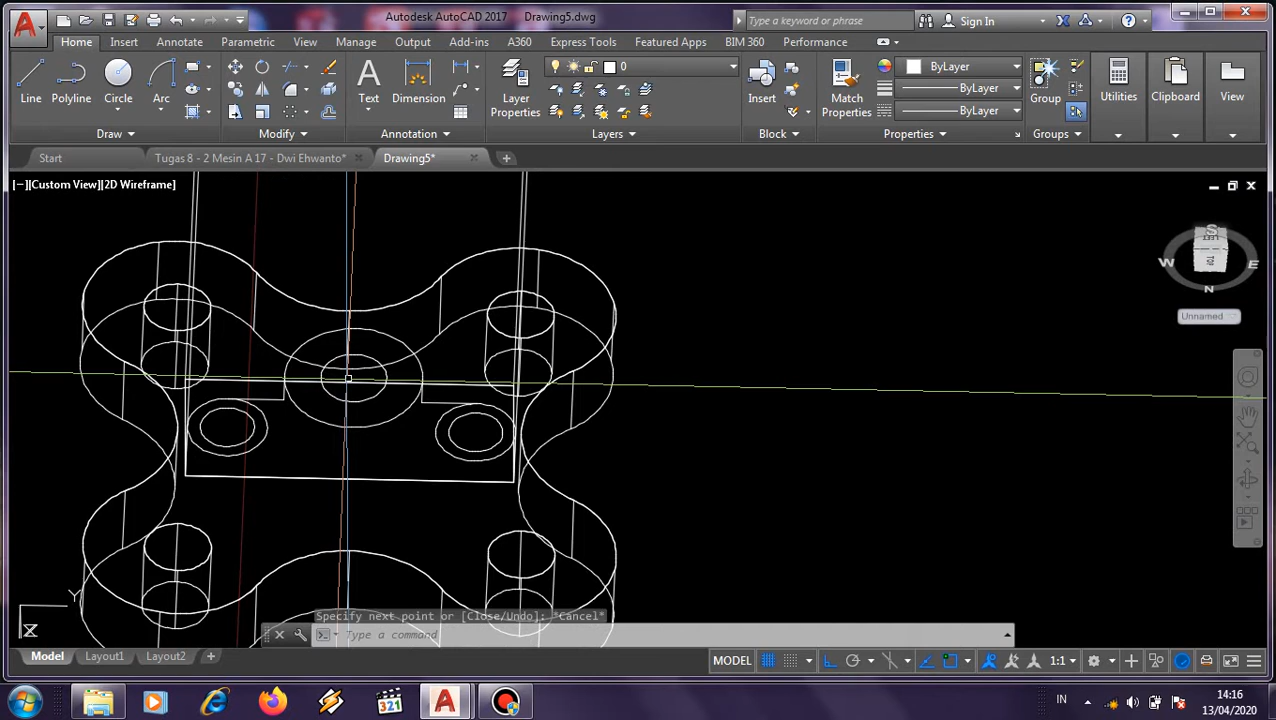 Autodesk AutoCAD 2017 Drawing5.dwg
Type a keyword or phrase
Sign In
Home Insert Annotate Parametric View Manage Output Add-ins A360 Express Tools Featured Apps BIM 360 Performance
Line Polyline Circle Arc
Text Dimension
Layer Properties
0
Insert
Match Properties
ByLayer
ByLayer
ByLayer
Group
Utilities Clipboard View
Draw Modify Annotation Layers Block Properties Groups
Start Tugas 8 - 2 Mesin A 17 - Dwi Ehwanto* Drawing5*
[−][Custom View][2D Wireframe]
S
LEFT
W TOP E
N
Unnamed
Y
Z
Specify next point or [Close/Undo]: *Cancel*
Type a command
Model Layout1 Layout2
MODEL 1:1
321
IN
14:16
13/04/2020